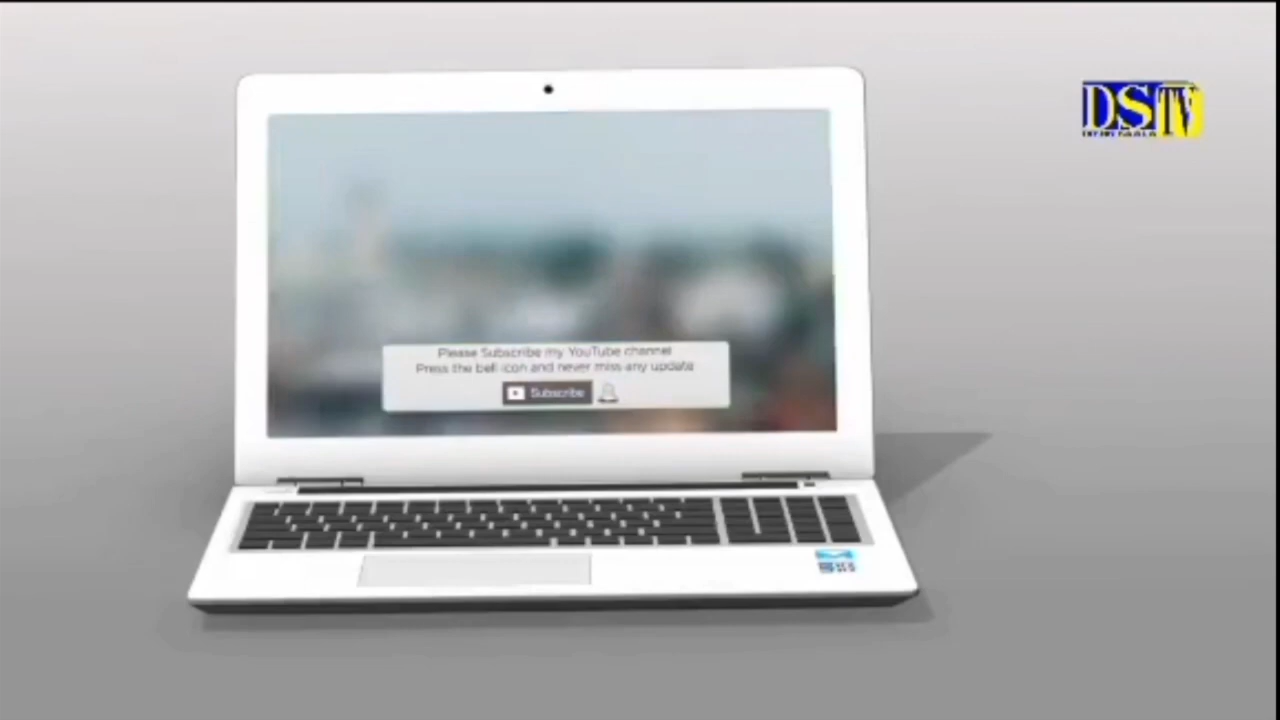 DSTV
Please Subscribe my YouTube channel
Press the bell icon and never miss any update
Subscribe